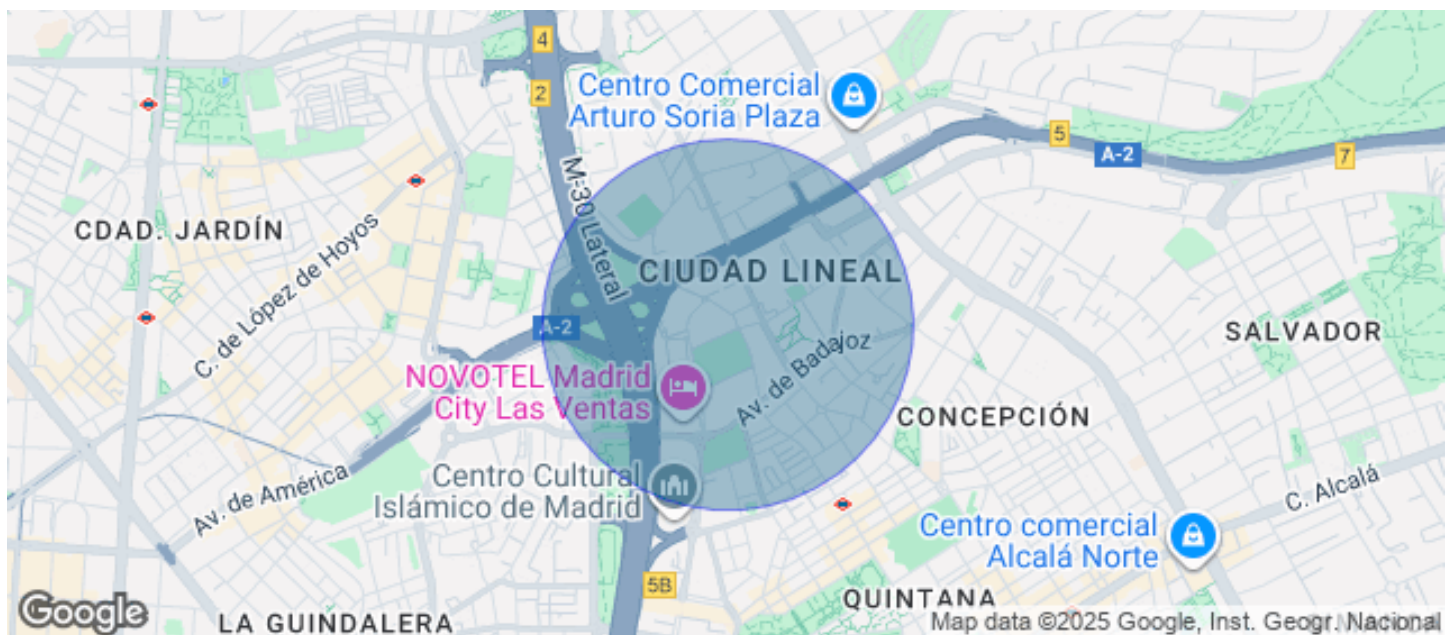 4
2
Centro Comercial
Arturo Soria Plaza
5
A-2
7
M-30 Lateral
CDAD. JARDÍN
C. de López de Hoyos
CIUDAD LINEAL
A-2
SALVADOR
NOVOTEL Madrid
City Las Ventas
Av. de Badajoz
CONCEPCIÓN
Centro Cultural
Islámico de Madrid
Av. de América
C. Alcalá
Centro comercial
Alcalá Norte
5B
QUINTANA
Google
LA GUINDALERA
Map data ©2025 Google, Inst. Geogr. Nacional